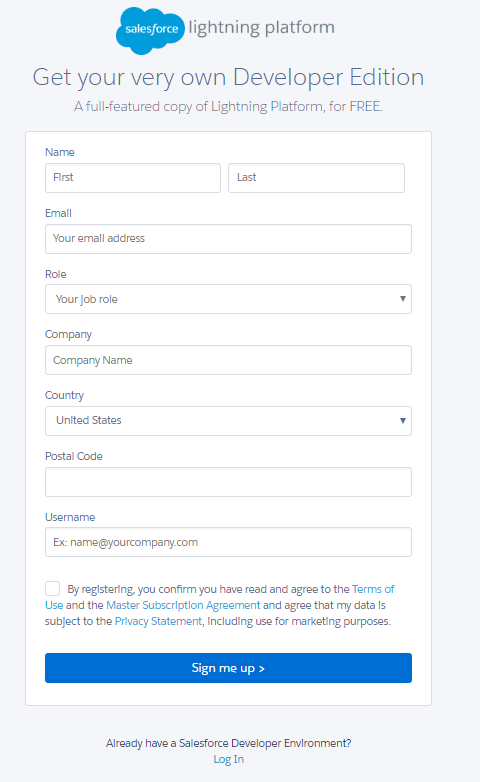 salesforce lightning platform
Get your very own Developer Edition
A full-featured copy of Lightning Platform, for FREE.
Name
First Last
Email
Your email address
Role
Your job role
Company
Company Name
Country
United States
Postal Code
Username
Ex: name@yourcompany.com
By registering, you confirm you have read and agree to the Terms of
Use and the Master Subscription Agreement and agree that my data is
subject to the Privacy Statement, including use for marketing purposes.
Sign me up >
Already have a Salesforce Developer Environment?
Log In